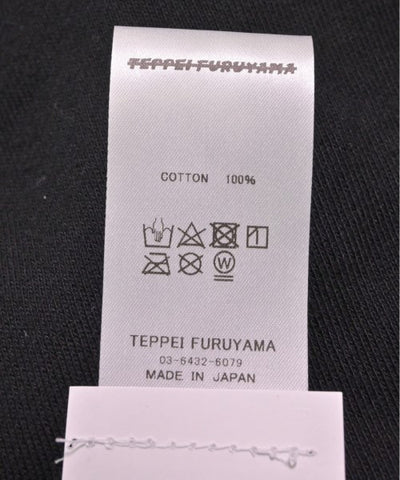 TEPPEI FURUYAMA
COTTON 100%
W
TEPPEI FURUYAMA
03-6432-6079
MADE IN JAPAN